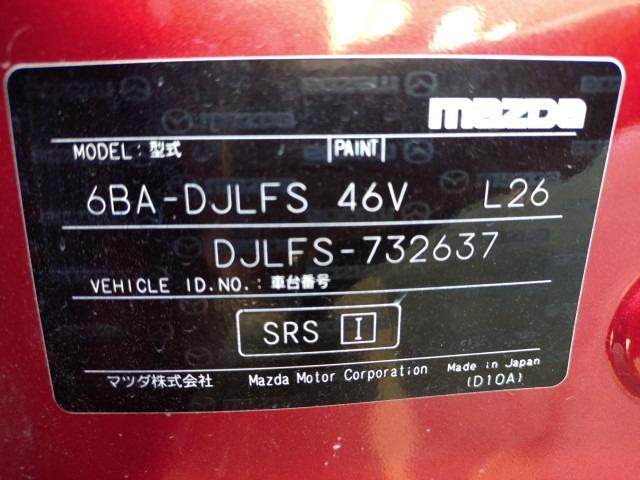 mazda
MODEL : 型式 PAINT
6BA-DJLFS 46V L26
DJLFS-732637
VEHICLE ID.NO. : 車台番号
SRS I
マツダ株式会社 Mazda Motor Corporation Made in Japan
(D10A)